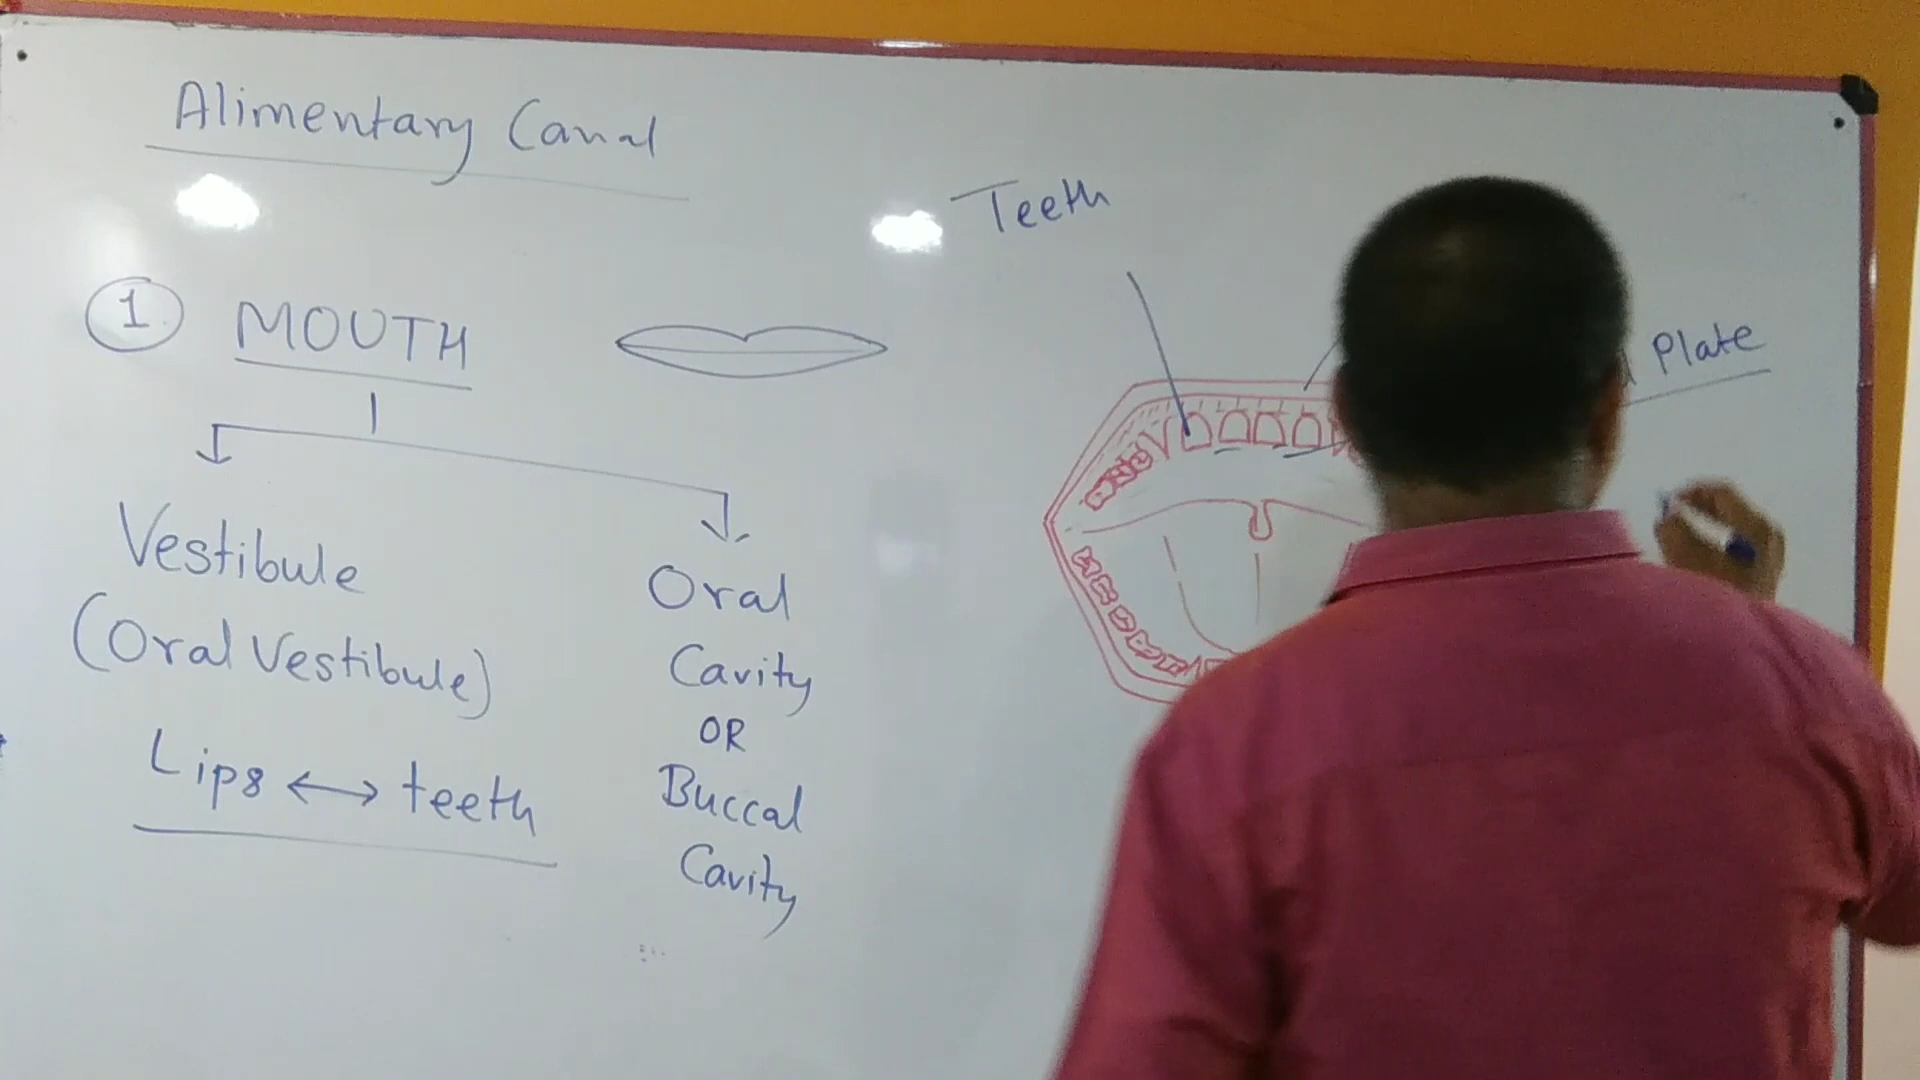 Alimentary Canal
Teeth
Plate
1 MOUTH
Vestibule
(Oral Vestibule)
Lips ↔ teeth
Oral
Cavity
OR
Buccal
Cavity